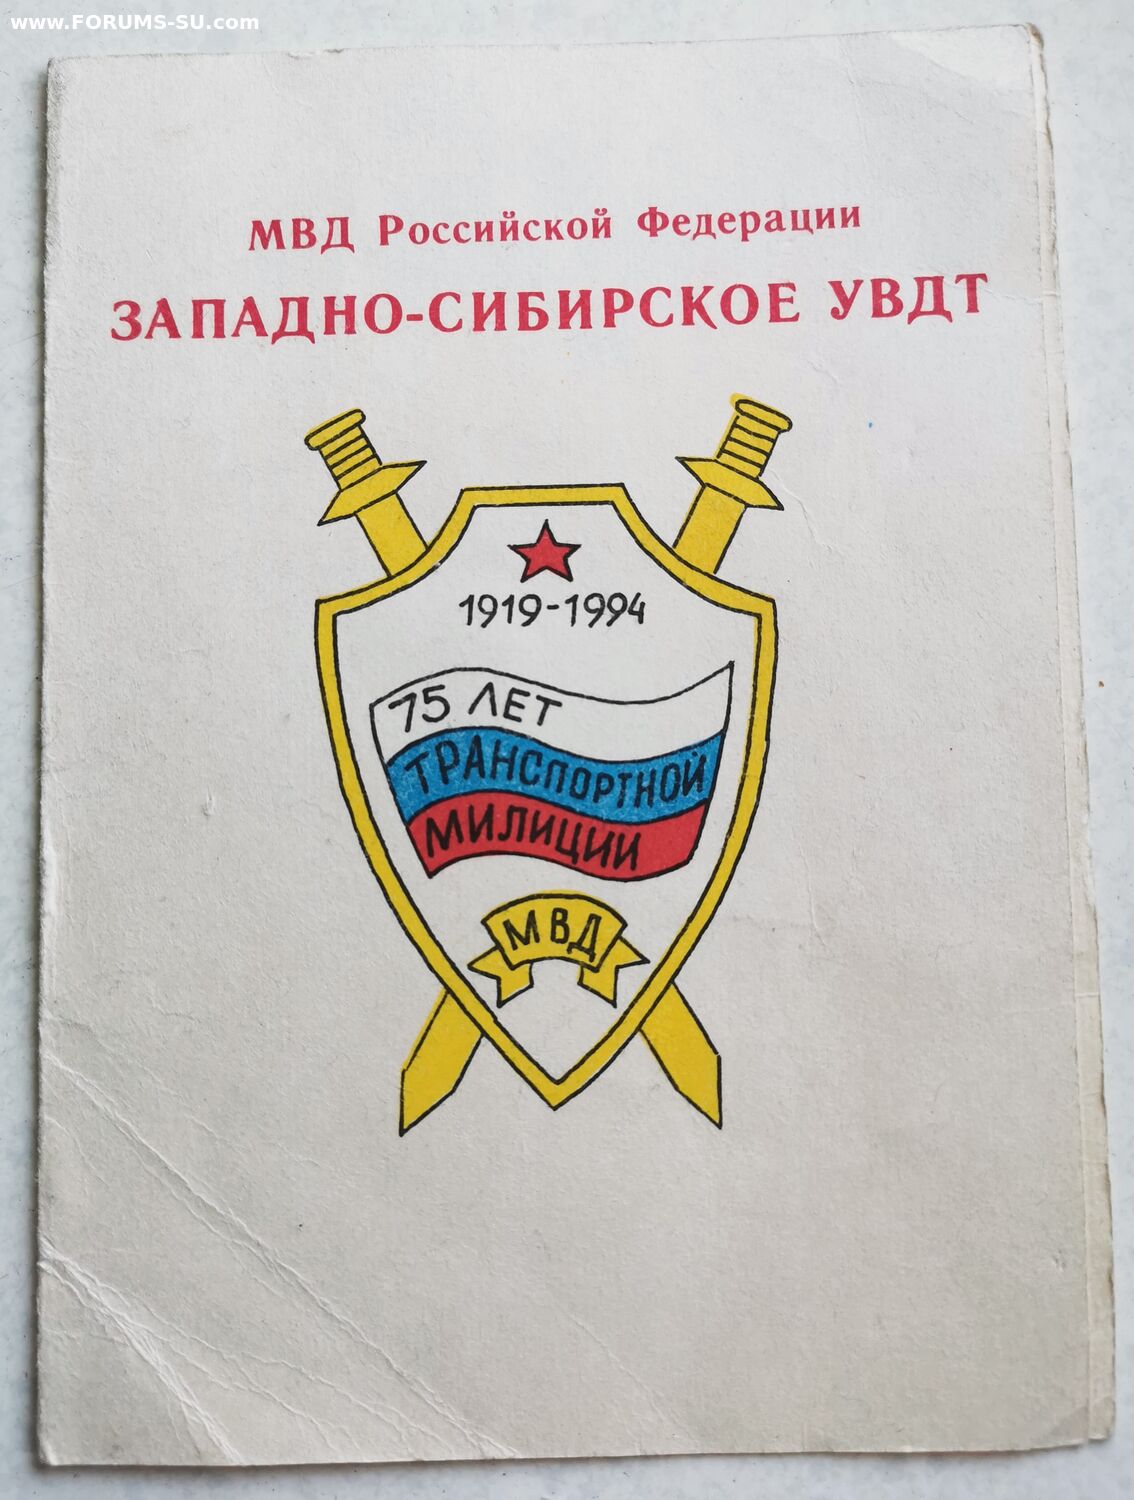 www.FORUMS-SU.com
МВД Российской Федерации
ЗАПАДНО-СИБИРСКОЕ УВДТ
1919-1994
75 ЛЕТ
ТРАНСПОРТНОЙ
МИЛИЦИИ
МВД